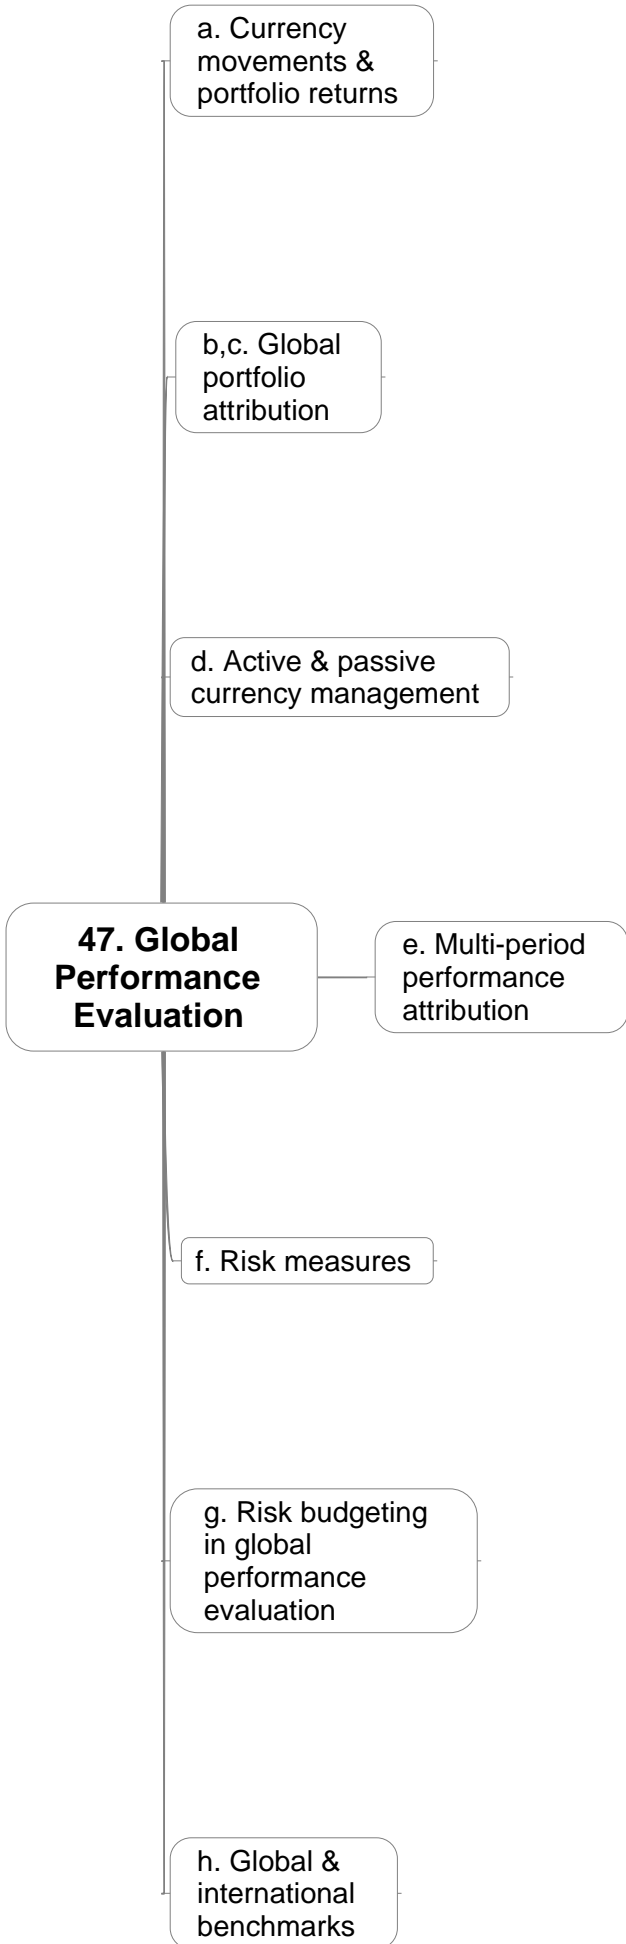 a. Currency
movements &
portfolio returns
b,c. Global
portfolio
attribution
d. Active & passive
currency management
47. Global
Performance
Evaluation
e. Multi-period
performance
attribution
f. Risk measures
g. Risk budgeting
in global
performance
evaluation
h. Global &
international
benchmarks